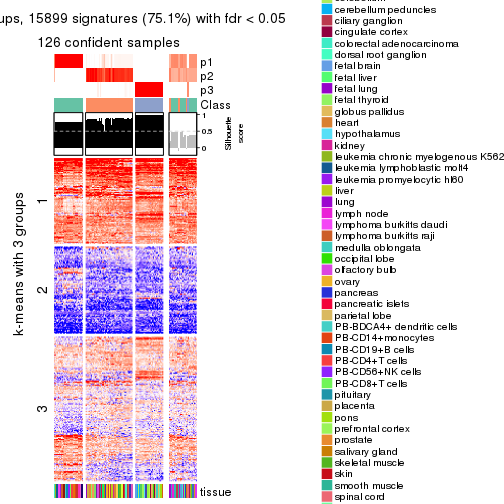 ups, 15899 signatures (75.1%) with fdr < 0.05
126 confident samples
p1
p2
p3
Class
1
0.5
0
Silhouette
score
k-means with 3 groups
1
2
3
tissue
cerebellum peduncles
ciliary ganglion
cingulate cortex
colorectal adenocarcinoma
dorsal root ganglion
fetal brain
fetal liver
fetal lung
fetal thyroid
globus pallidus
heart
hypothalamus
kidney
leukemia chronic myelogenous K562
leukemia lymphoblastic molt4
leukemia promyelocytic hl60
liver
lung
lymph node
lymphoma burkitts daudi
lymphoma burkitts raji
medulla oblongata
occipital lobe
olfactory bulb
ovary
pancreas
pancreatic islets
parietal lobe
PB-BDCA4+ dendritic cells
PB-CD14+monocytes
PB-CD19+B cells
PB-CD4+T cells
PB-CD56+NK cells
PB-CD8+T cells
pituitary
placenta
pons
prefrontal cortex
prostate
salivary gland
skeletal muscle
skin
smooth muscle
spinal cord